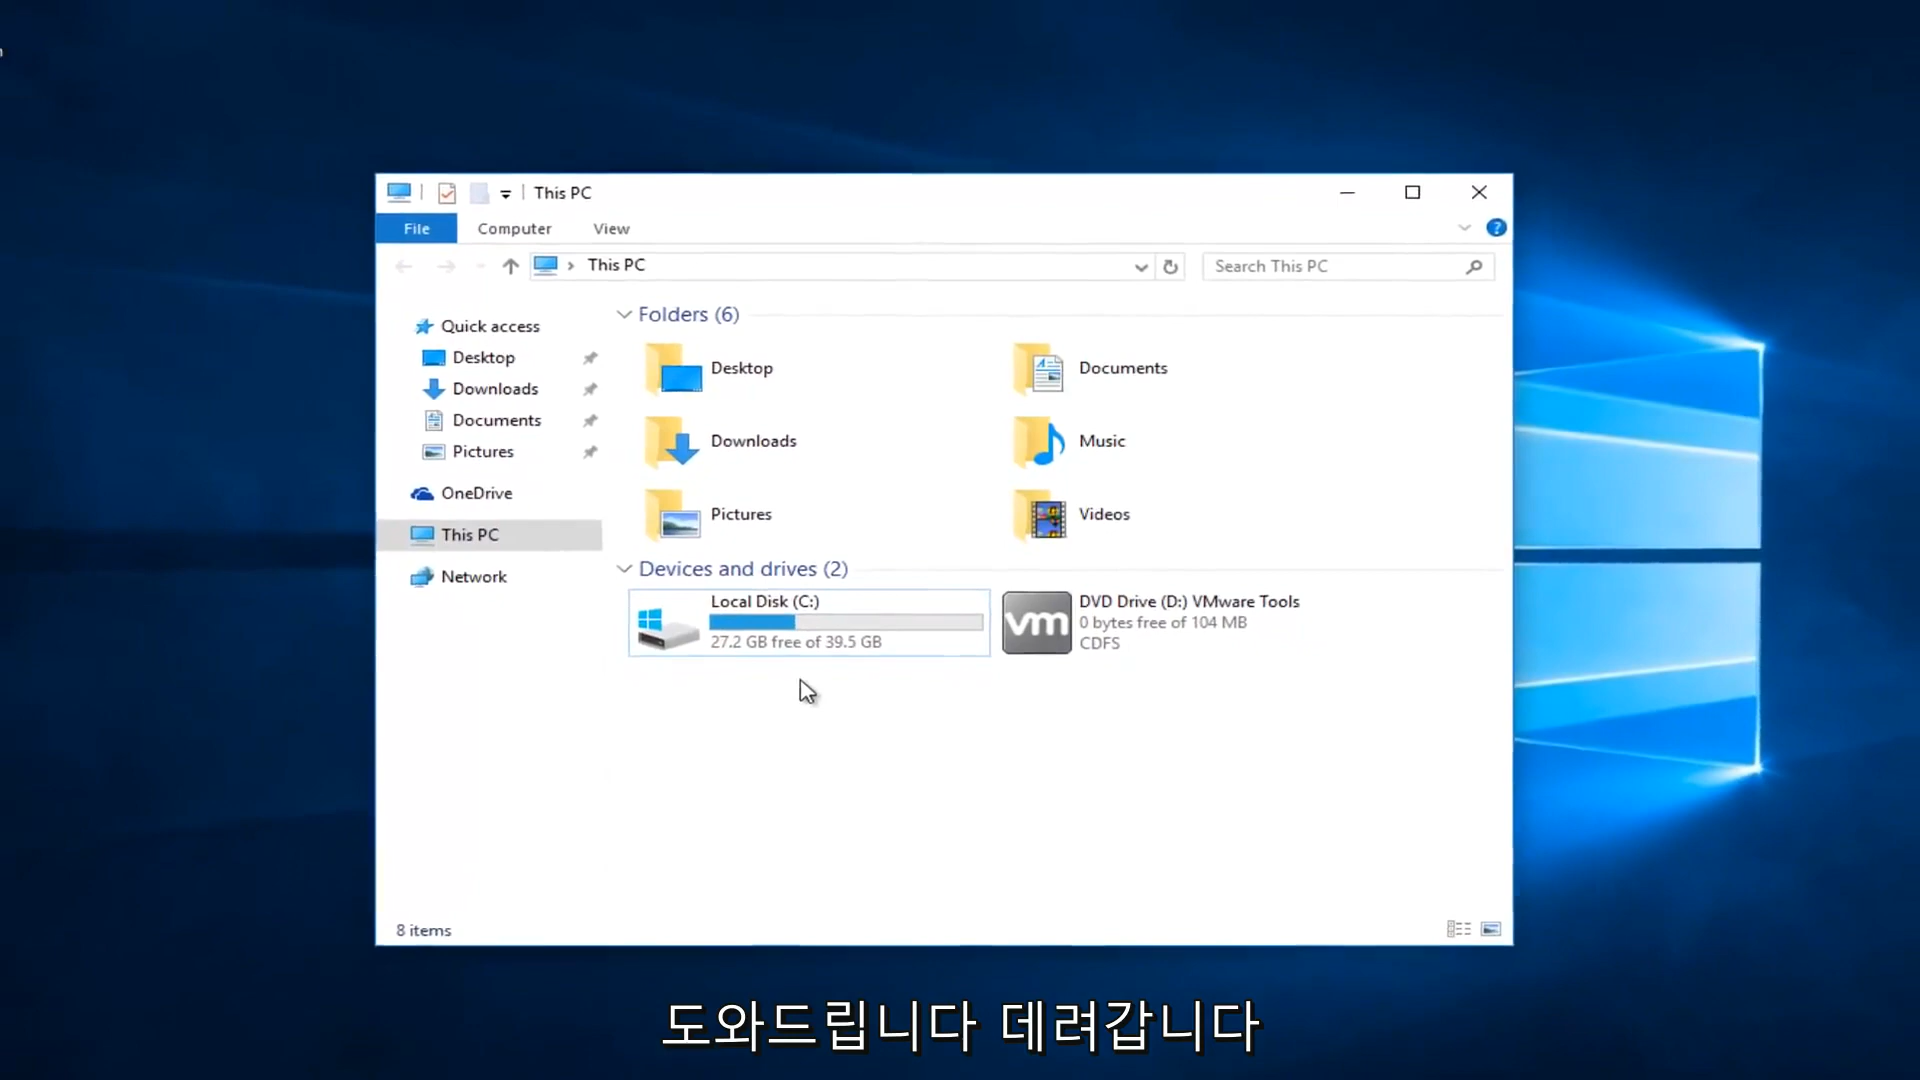 This PC
File Computer View
This PC
Search This PC
Quick access
Desktop
Downloads
Documents
Pictures
OneDrive
This PC
Network
Folders (6)
Desktop
Documents
Downloads
Music
Pictures
Videos
Devices and drives (2)
Local Disk (C:)
27.2 GB free of 39.5 GB
vm
DVD Drive (D:) VMware Tools
0 bytes free of 104 MB
CDFS
8 items
도와드립니다 데려갑니다